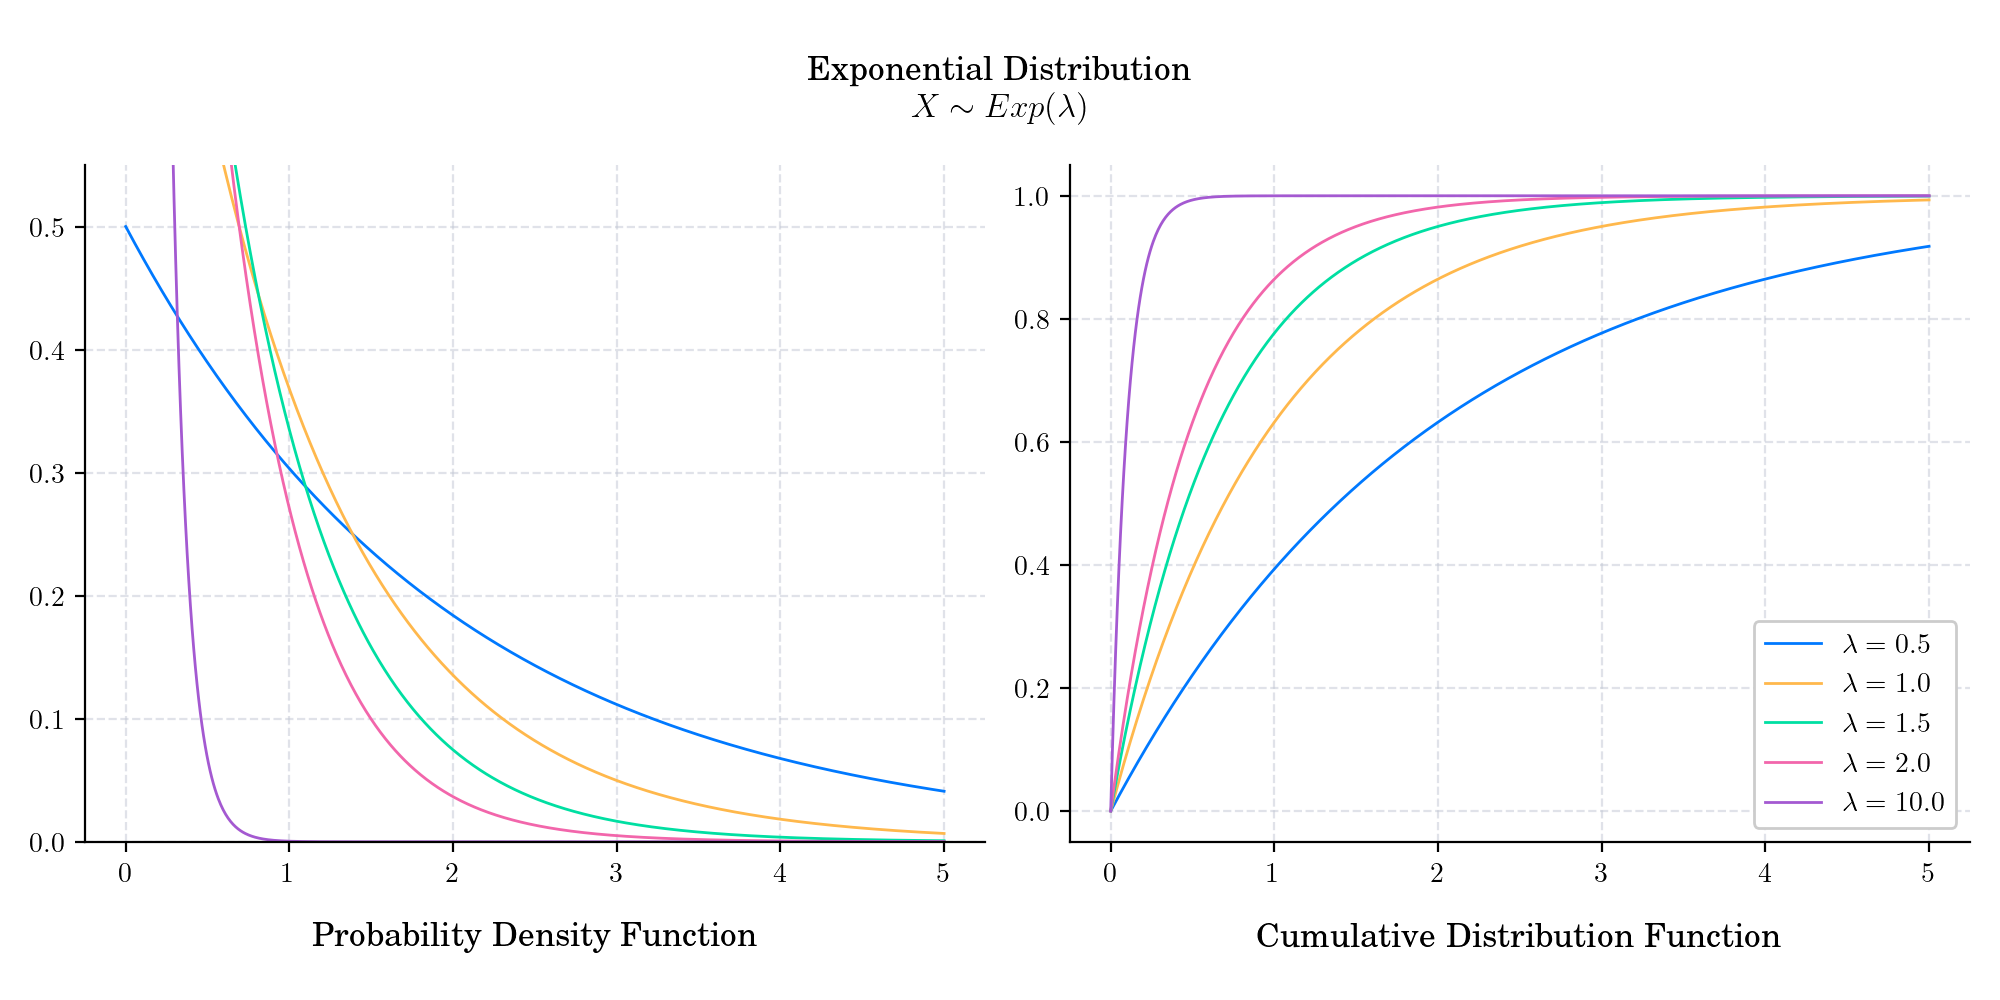 Exponential Distribution
X ∼ Exp(λ)
0.5
0.4
0.3
0.2
0.1
0.0
0 1 2 3 4 5
Probability Density Function
1.0
0.8
0.6
0.4
0.2
0.0
0 1 2 3 4 5
λ = 0.5
λ = 1.0
λ = 1.5
λ = 2.0
λ = 10.0
Cumulative Distribution Function